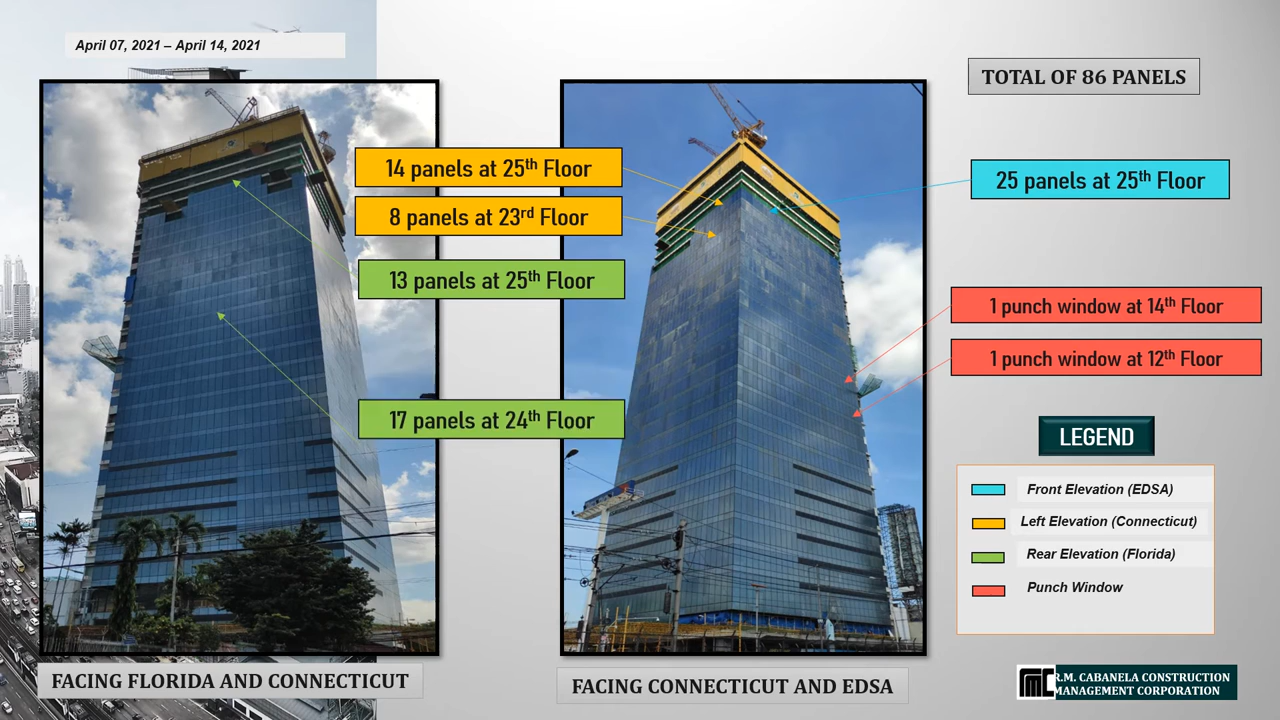 April 07, 2021 – April 14, 2021
TOTAL OF 86 PANELS
14 panels at 25th Floor
8 panels at 23rd Floor
13 panels at 25th Floor
17 panels at 24th Floor
25 panels at 25th Floor
1 punch window at 14th Floor
1 punch window at 12th Floor
LEGEND
Front Elevation (EDSA)
Left Elevation (Connecticut)
Rear Elevation (Florida)
Punch Window
FACING FLORIDA AND CONNECTICUT
FACING CONNECTICUT AND EDSA
R.M. CABANELA CONSTRUCTION
MANAGEMENT CORPORATION